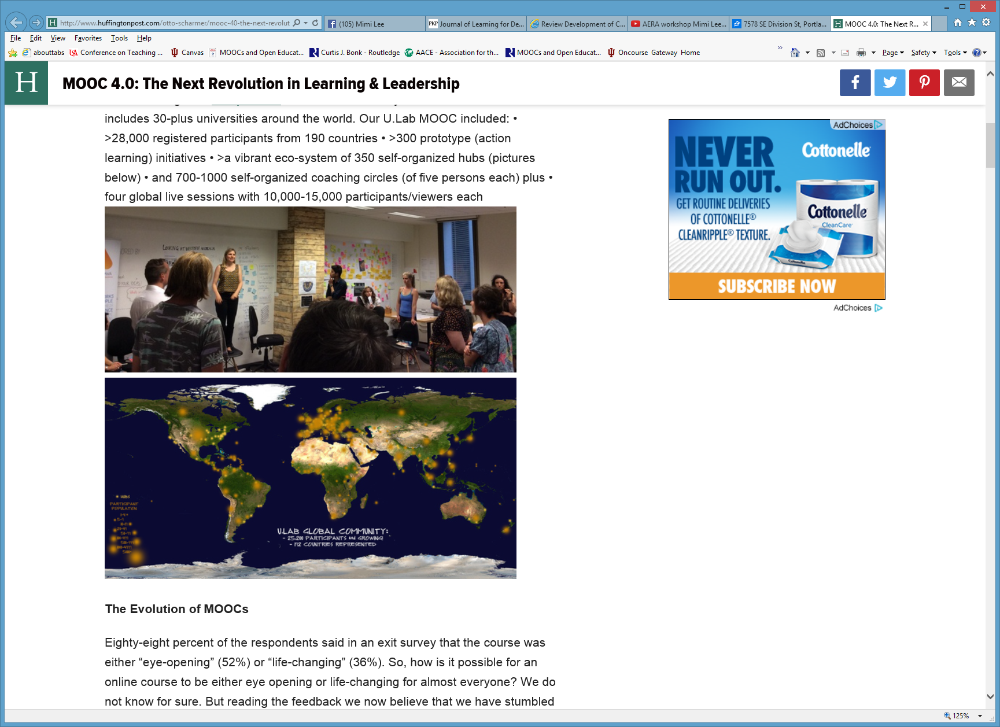 http://www.huffingtonpost.com/otto-scharmer/mooc-40-the-next-revolut
(105) Mimi Lee
PKP Journal of Learning for De...
Review Development of C...
AERA workshop Mimi Lee...
7578 SE Division St, Portla...
H MOOC 4.0: The Next R...
File Edit View Favorites Tools Help
abouttabs
Conference on Teaching ...
Canvas
MOOCs and Open Educat...
Curtis J. Bonk - Routledge
AACE - Association for th...
MOOCs and Open Educat...
Oncourse Gateway Home
Page Safety Tools
H
MOOC 4.0: The Next Revolution in Learning & Leadership
includes 30-plus universities around the world. Our U.Lab MOOC included: •
>28,000 registered participants from 190 countries • >300 prototype (action
learning) initiatives • >a vibrant eco-system of 350 self-organized hubs (pictures
below) • and 700-1000 self-organized coaching circles (of five persons each) plus •
four global live sessions with 10,000-15,000 participants/viewers each
AdChoices
NEVER
RUN OUT.
GET ROUTINE DELIVERIES
OF COTTONELLE®
CLEANRIPPLE® TEXTURE.
Cottonelle
Cottonelle
CleanCare
Cottonelle
SUBSCRIBE NOW
AdChoices
HUBS
PARTICIPANT
POPULATION
U.LAB GLOBAL COMMUNITY:
- 25,200 PARTICIPANTS and GROWING
- 192 COUNTRIES REPRESENTED
The Evolution of MOOCs
Eighty-eight percent of the respondents said in an exit survey that the course was
either “eye-opening” (52%) or “life-changing” (36%). So, how is it possible for an
online course to be either eye opening or life-changing for almost everyone? We do
not know for sure. But reading the feedback we now believe that we have stumbled
125%